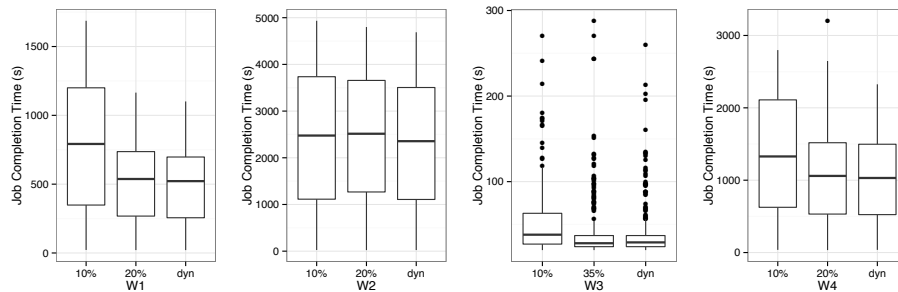 Job Completion Time (s)
1500
1000
500
0
10% 20% dyn
W1
Job Completion Time (s)
5000
4000
3000
2000
1000
0
10% 20% dyn
W2
Job Completion Time (s)
300
200
100
10% 35% dyn
W3
Job Completion Time (s)
3000
2000
1000
0
10% 20% dyn
W4